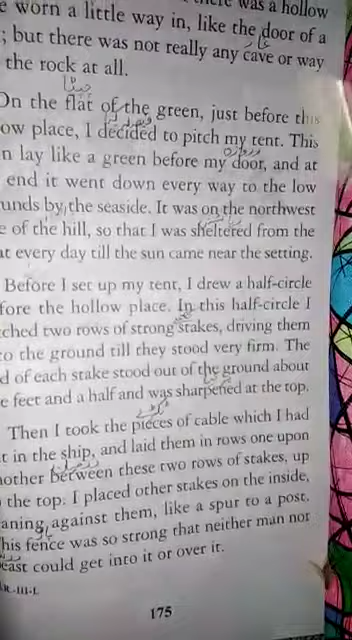 there was a hollow
e worn a little way in, like the door of a
; but there was not really any cave or way
the rock at all.
On the flat of the green, just before this
ow place, I decided to pitch my tent. This
n lay like a green before my door, and at
end it went down every way to the low
unds by the seaside. It was on the northwest
e of the hill, so that I was sheltered from the
at every day till the sun came near the setting.
Before I set up my tent, I drew a half-circle
fore the hollow place. In this half-circle I
ched two rows of strong stakes, driving them
to the ground till they stood very firm. The
d of each stake stood out of the ground about
e feet and a half and was sharpened at the top.
Then I took the pieces of cable which I had
t in the ship, and laid them in rows one upon
nother between these two rows of stakes, up
the top. I placed other stakes on the inside,
aning against them, like a spur to a post.
his fence was so strong that neither man nor
east could get into it or over it.
R-III-L
175